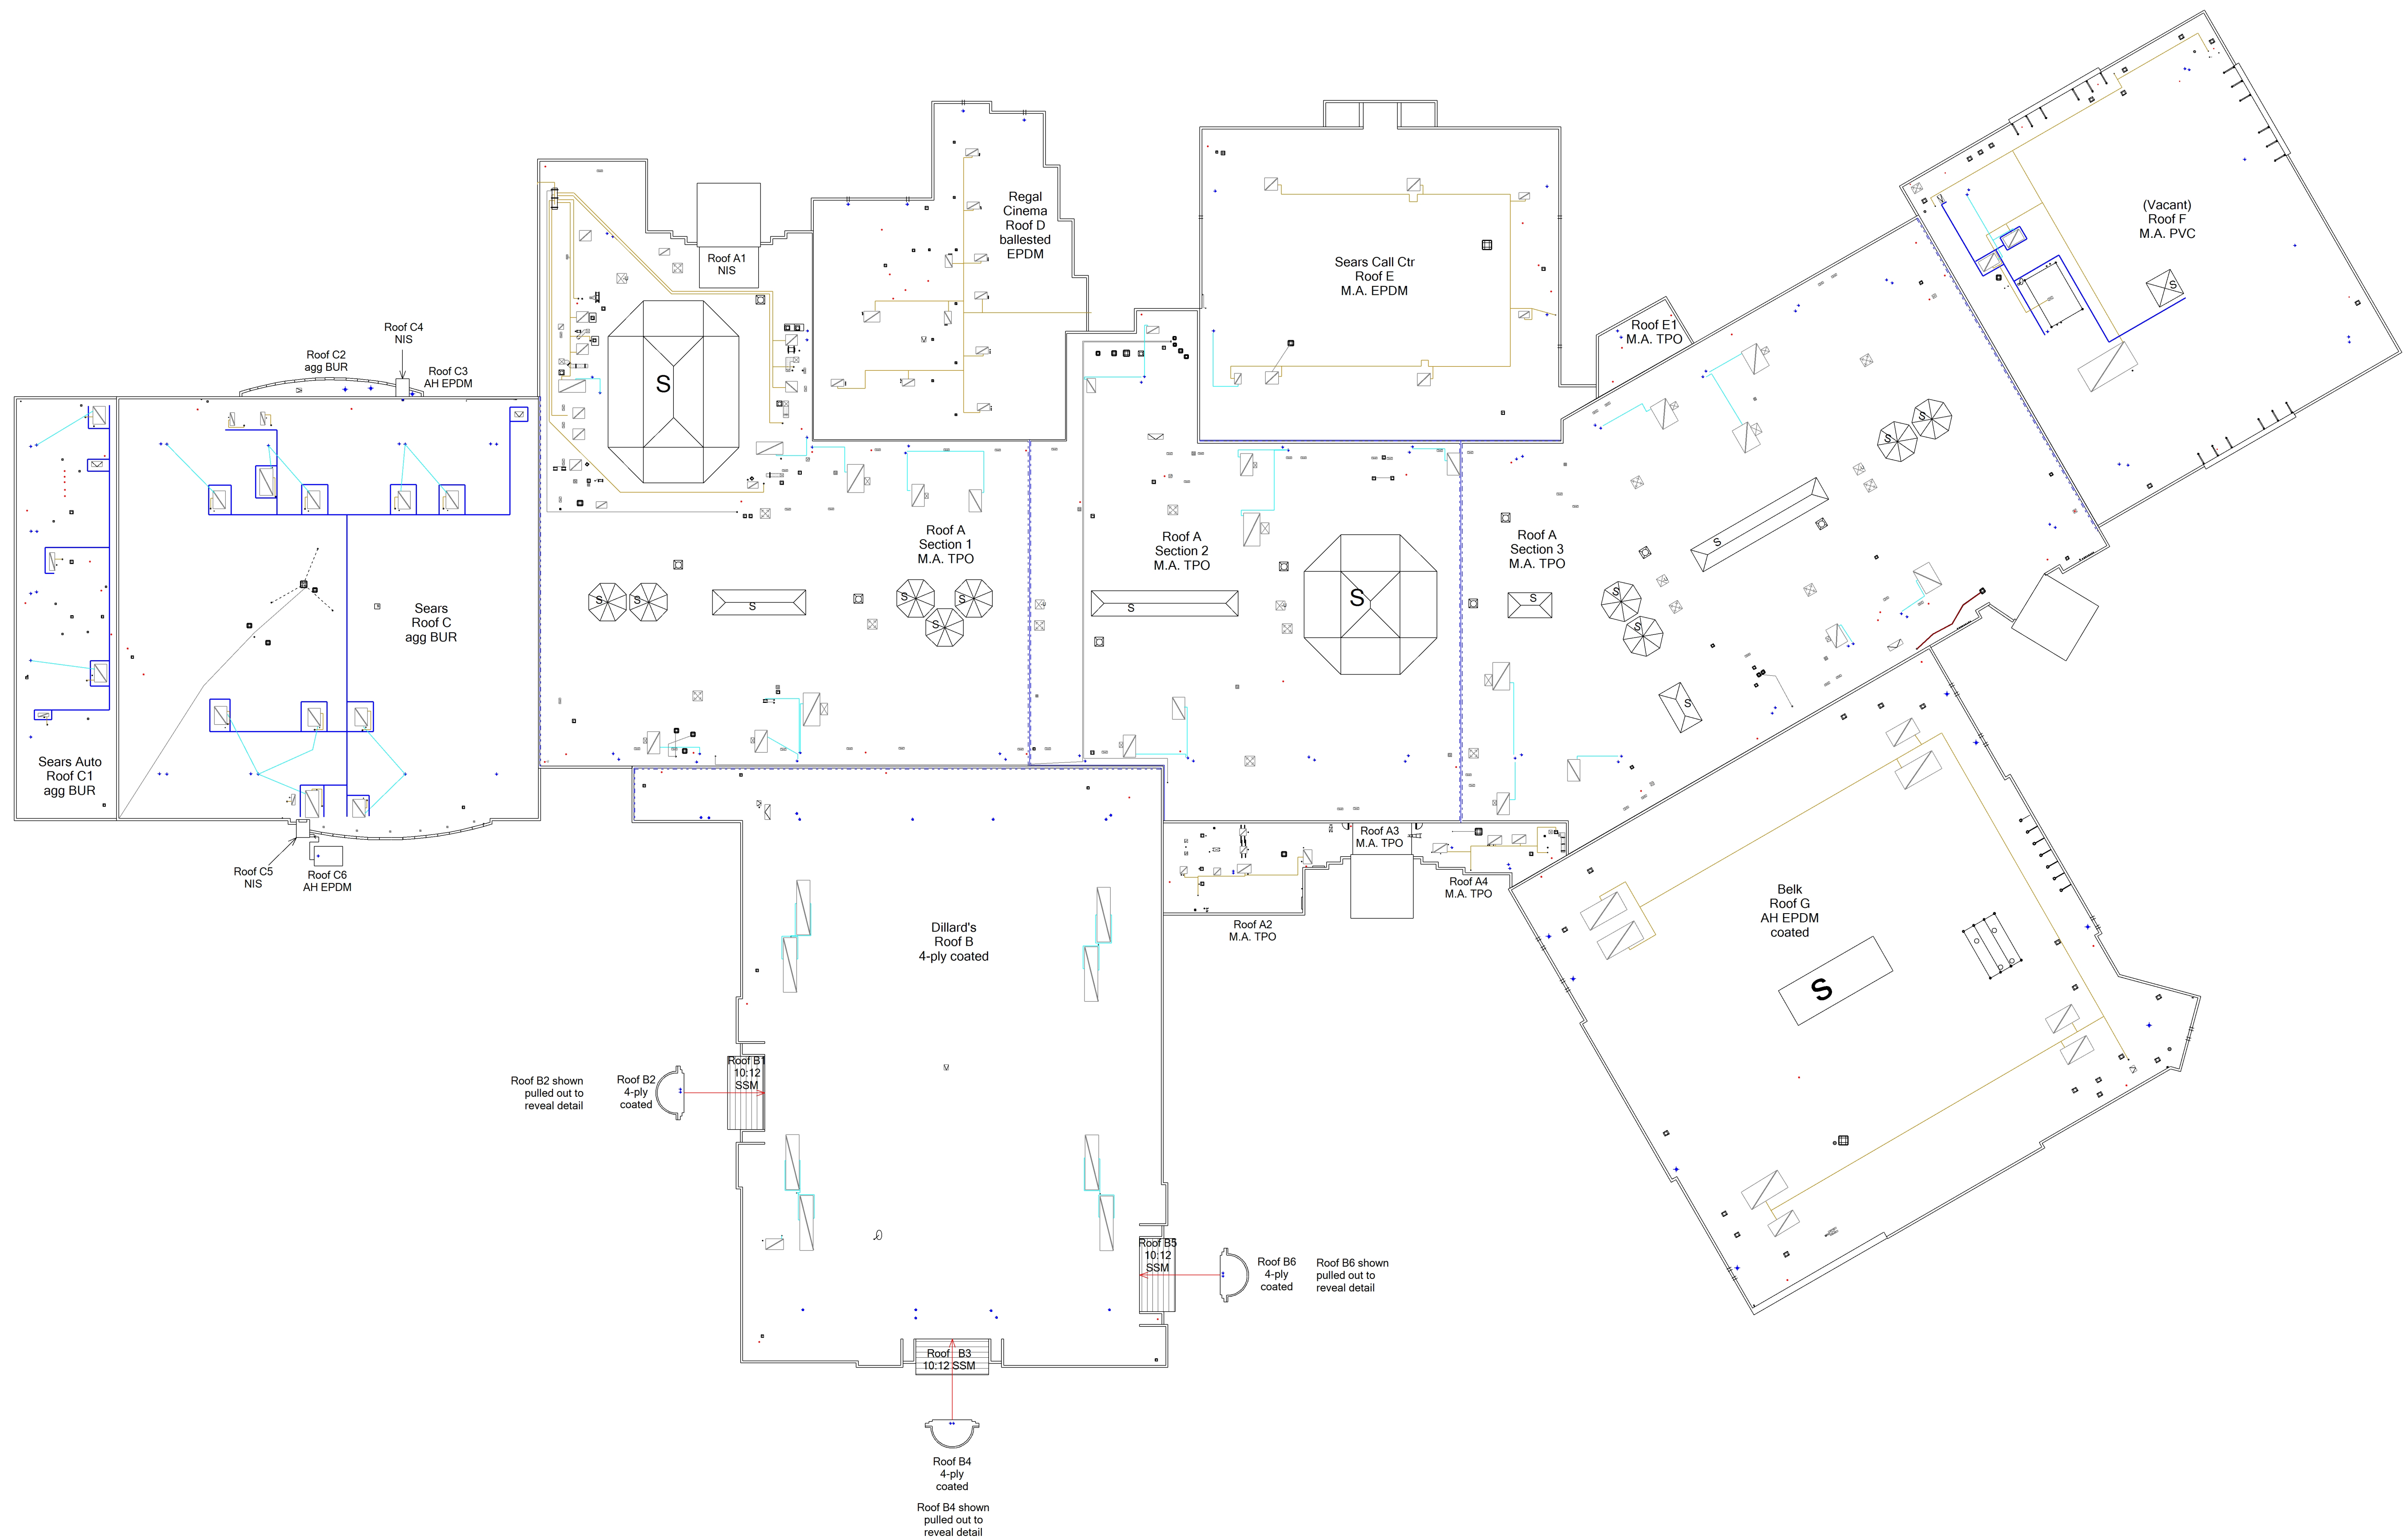 Regal
Cinema
Roof D
ballested
EPDM
(Vacant)
Roof F
M.A. PVC
S
Roof A1
NIS
Sears Call Ctr
Roof E
M.A. EPDM
Roof E1
M.A. TPO
Roof C4
NIS
Roof C2
agg BUR
Roof C3
AH EPDM
S
S
S
Roof A
Section 1
M.A. TPO
Roof A
Section 2
M.A. TPO
Roof A
Section 3
M.A. TPO
S
S
S
S
S
S
S
S
S
S
S
S
S
S
Sears
Roof C
agg BUR
Sears Auto
Roof C1
agg BUR
Roof C5
NIS
Roof C6
AH EPDM
Roof A3
M.A. TPO
Roof A4
M.A. TPO
Roof A2
M.A. TPO
Dillard's
Roof B
4-ply coated
Belk
Roof G
AH EPDM
coated
S
Roof B2 shown
pulled out to
reveal detail
Roof B2
4-ply
coated
Roof B1
10:12
SSM
Roof B5
10:12
SSM
Roof B6
4-ply
coated
Roof B6 shown
pulled out to
reveal detail
Roof B3
10:12 SSM
Roof B4
4-ply
coated
Roof B4 shown
pulled out to
reveal detail